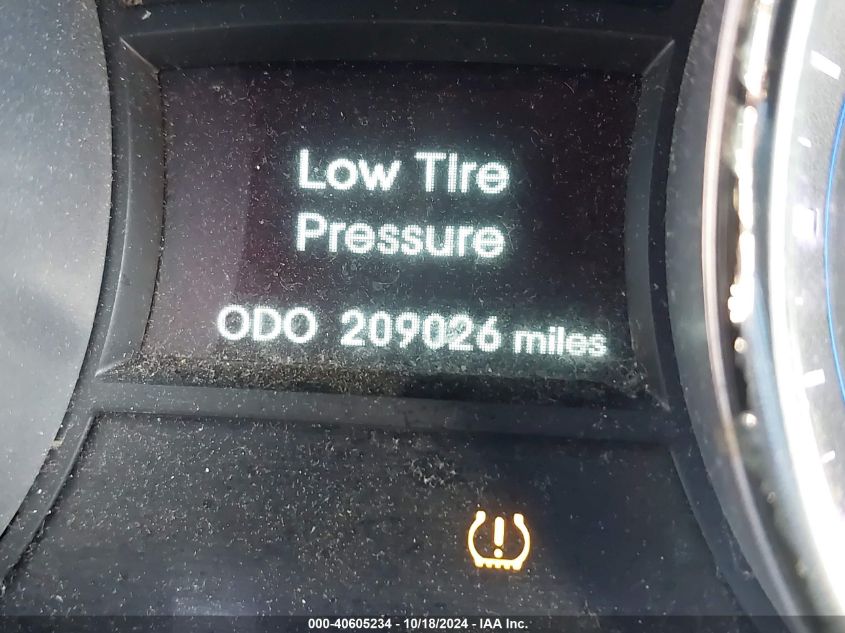 Low Tire
Pressure
ODO 209026 miles
000-40605234 - 10/18/2024 - IAA Inc.